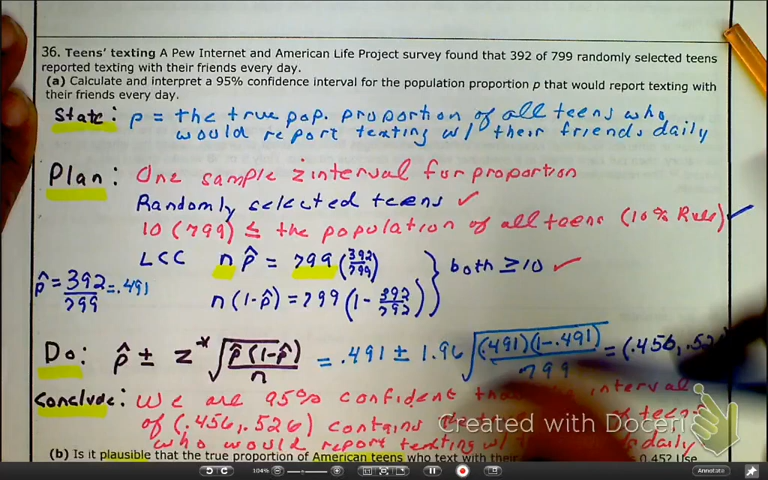 36. Teens' texting A Pew Internet and American Life Project survey found that 392 of 799 randomly selected teens
reported texting with their friends every day.
(a) Calculate and interpret a 95% confidence interval for the population proportion p that would report texting with
their friends every day.
State: p = the true pop. proportion of all teens who
would report texting w/ their friends daily
Plan: One sample z interval for proportion
Randomly selected teens ✓
10 (799) ≤ the population of all teens (10% Rule) ✓
LCC n p̂ = 799 (392/799)
both ≥ 10 ✓
p̂ = 392/799 = .491
n(1-p̂) = 799 (1 - 392/799)
Do: p̂ ± z* √(p̂(1-p̂)/n) = .491 ± 1.96 √((.491)(1-.491)/799) = (.456, .526
Conclude: We are 95% confident interval
of (.456, .526) contains teens
who would report texting w/ daily
Created with Doceri
(b) Is it plausible that the true proportion of American teens who text with their 0.45? Use
104%
Annotate